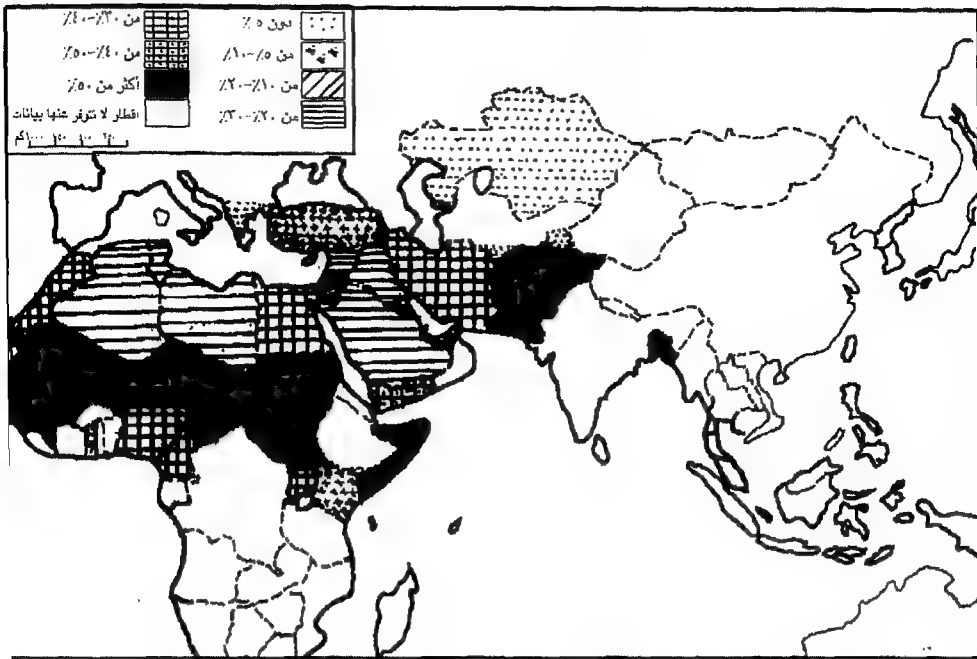 دون ٥٪
من ٥٪-١٠٪
من ١٠٪-٢٠٪
من ٢٠٪-٣٠٪
من ٣٠٪-٤٠٪
من ٤٠٪-٥٠٪
أكثر من ٥٠٪
اقطار لا تتوفر عنها بيانات
كم